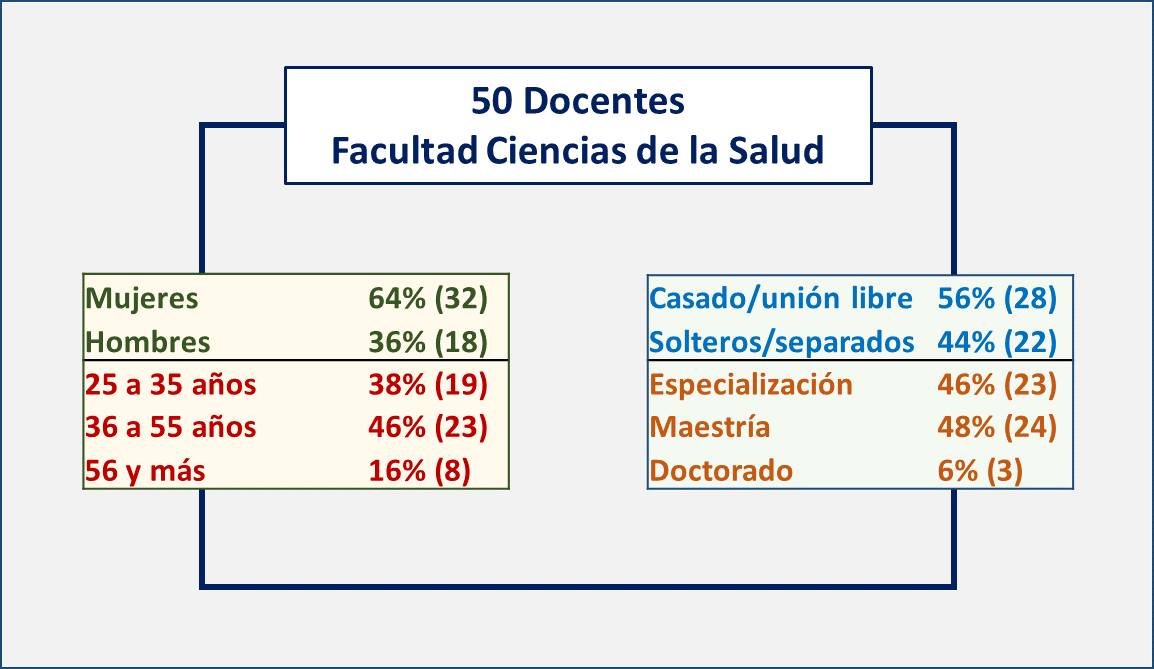 50 Docentes
Facultad Ciencias de la Salud
Mujeres 64% (32)
Hombres 36% (18)
25 a 35 años 38% (19)
36 a 55 años 46% (23)
56 y más 16% (8)
Casado/unión libre 56% (28)
Solteros/separados 44% (22)
Especialización 46% (23)
Maestría 48% (24)
Doctorado 6% (3)